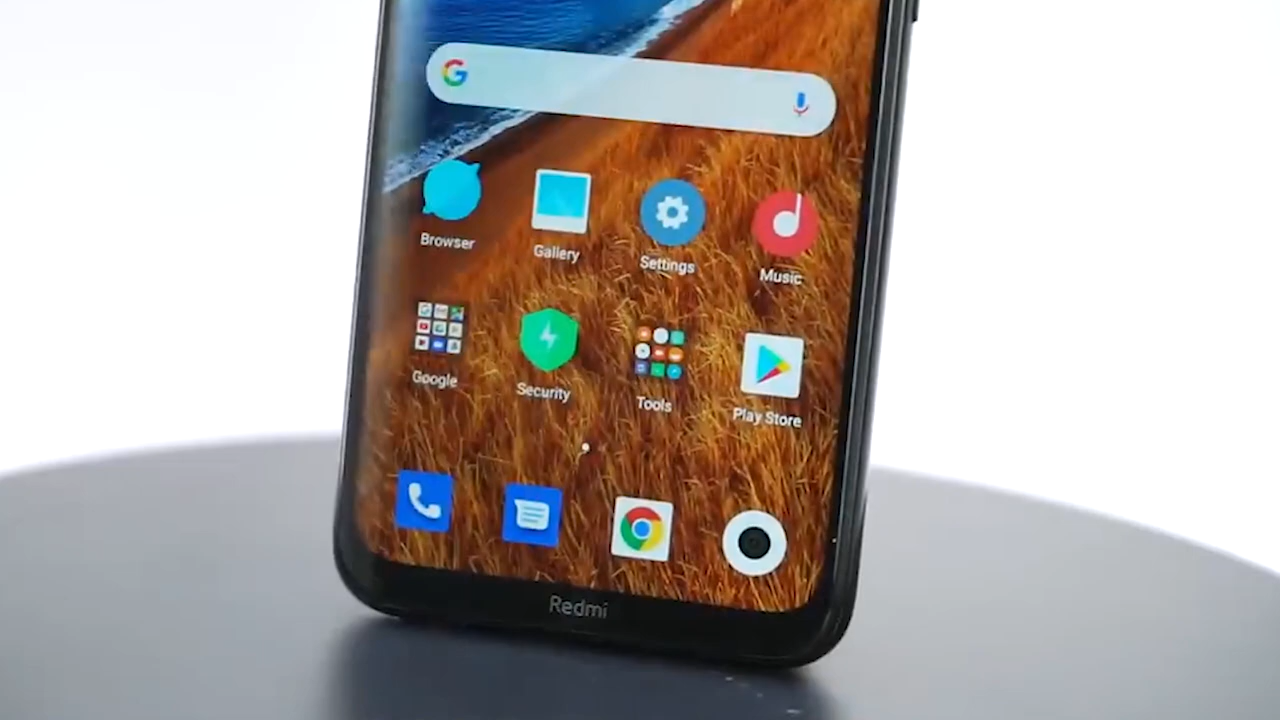 Browser
Gallery
Settings
Music
Google
Security
Tools
Play Store
Redmi